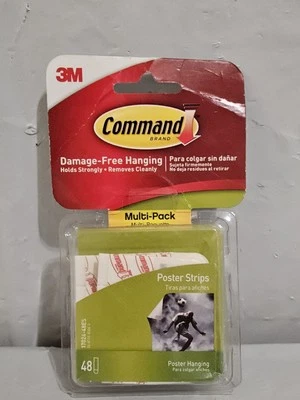 3M
Command
BRAND
Damage-Free Hanging
Holds Strongly • Removes Cleanly
Para colgar sin dañar
Sujeta firmemente
No deja residuos al retirar
Multi-Pack
Poster Strips
Tiras para afiches
48
Poster Hanging
Para colgar afiches